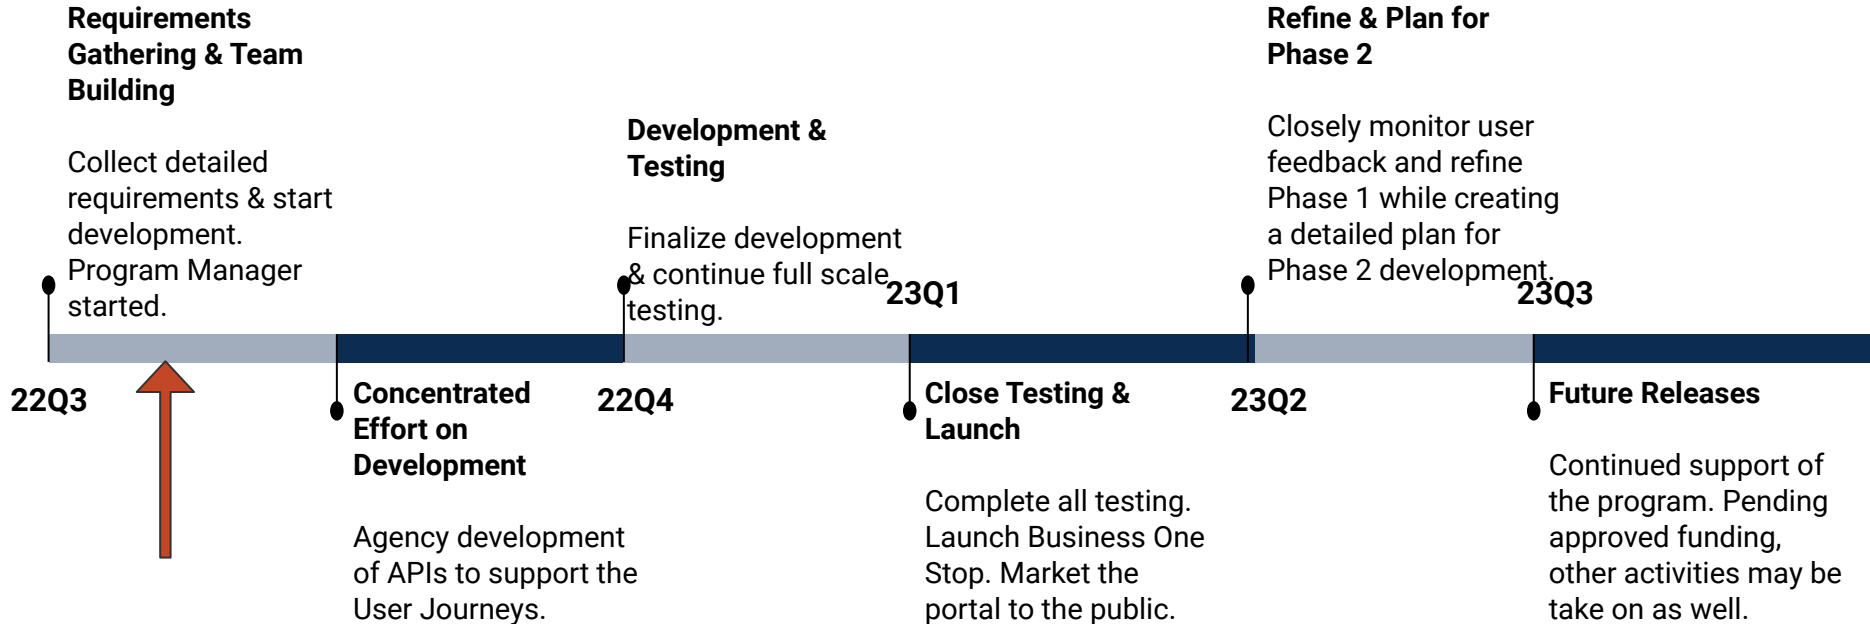 Requirements
Gathering & Team
Building
Collect detailed
requirements & start
development.
Program Manager
started.
22Q3
Concentrated
Effort on
Development
Agency development
of APIs to support the
User Journeys.
Development &
Testing
Finalize development
& continue full scale
testing.
22Q4
23Q1
Close Testing &
Launch
Complete all testing.
Launch Business One
Stop. Market the
portal to the public.
Refine & Plan for
Phase 2
Closely monitor user
feedback and refine
Phase 1 while creating
a detailed plan for
Phase 2 development.
23Q2
23Q3
Future Releases
Continued support of
the program. Pending
approved funding,
other activities may be
take on as well.